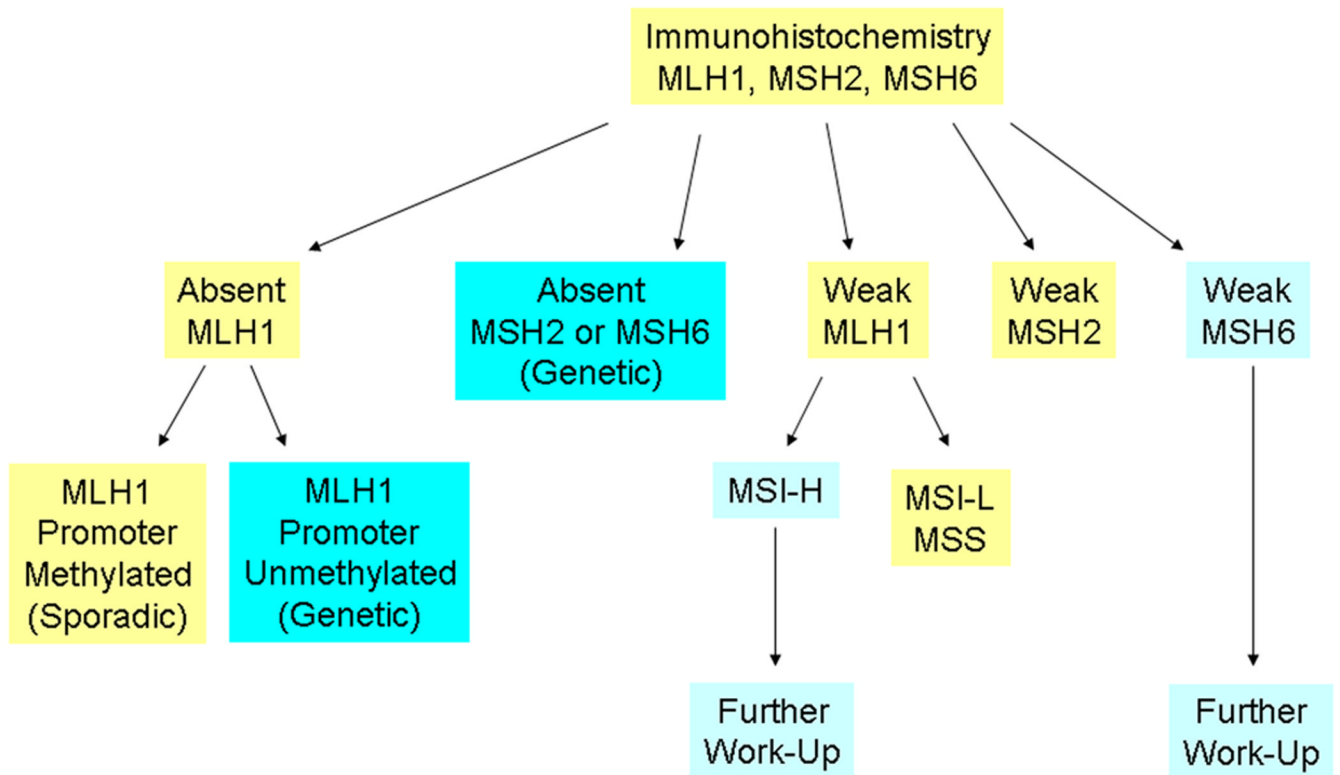 Immunohistochemistry
MLH1, MSH2, MSH6
Absent
MLH1
Absent
MSH2 or MSH6
(Genetic)
Weak
MLH1
Weak
MSH2
Weak
MSH6
MLH1
Promoter
Methylated
(Sporadic)
MLH1
Promoter
Unmethylated
(Genetic)
MSI-H
MSI-L
MSS
Further
Work-Up
Further
Work-Up